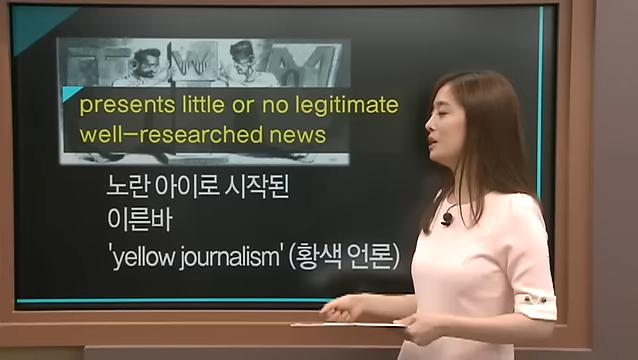 presents little or no legitimate
well-researched news
노란 아이로 시작된
이른바
'yellow journalism' (황색 언론)